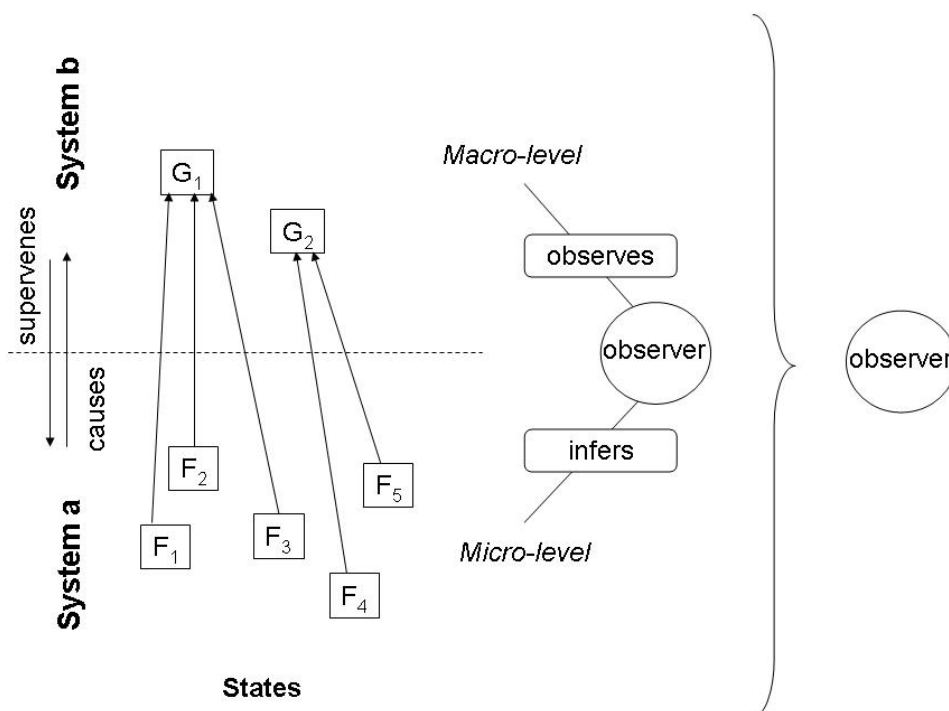 System b
Macro-level
G1
G2
observes
supervenes
observer
observer
causes
infers
F2
F5
F1
F3
Micro-level
F4
System a
States